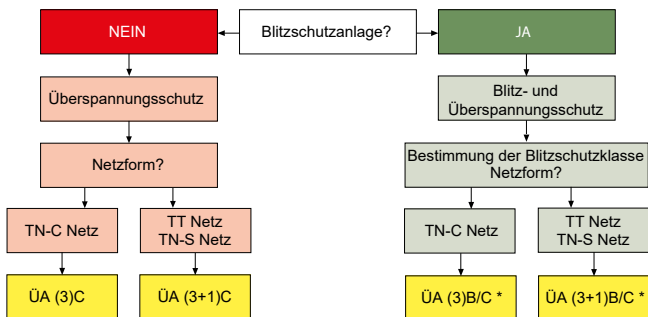 NEIN
Blitzschutzanlage?
JA
Überspannungsschutz
Blitz- und
Überspannungsschutz
Netzform?
Bestimmung der Blitzschutzklasse
Netzform?
TN-C Netz
TT Netz
TN-S Netz
TN-C Netz
TT Netz
TN-S Netz
ÜA (3)C
ÜA (3+1)C
ÜA (3)B/C *
ÜA (3+1)B/C *